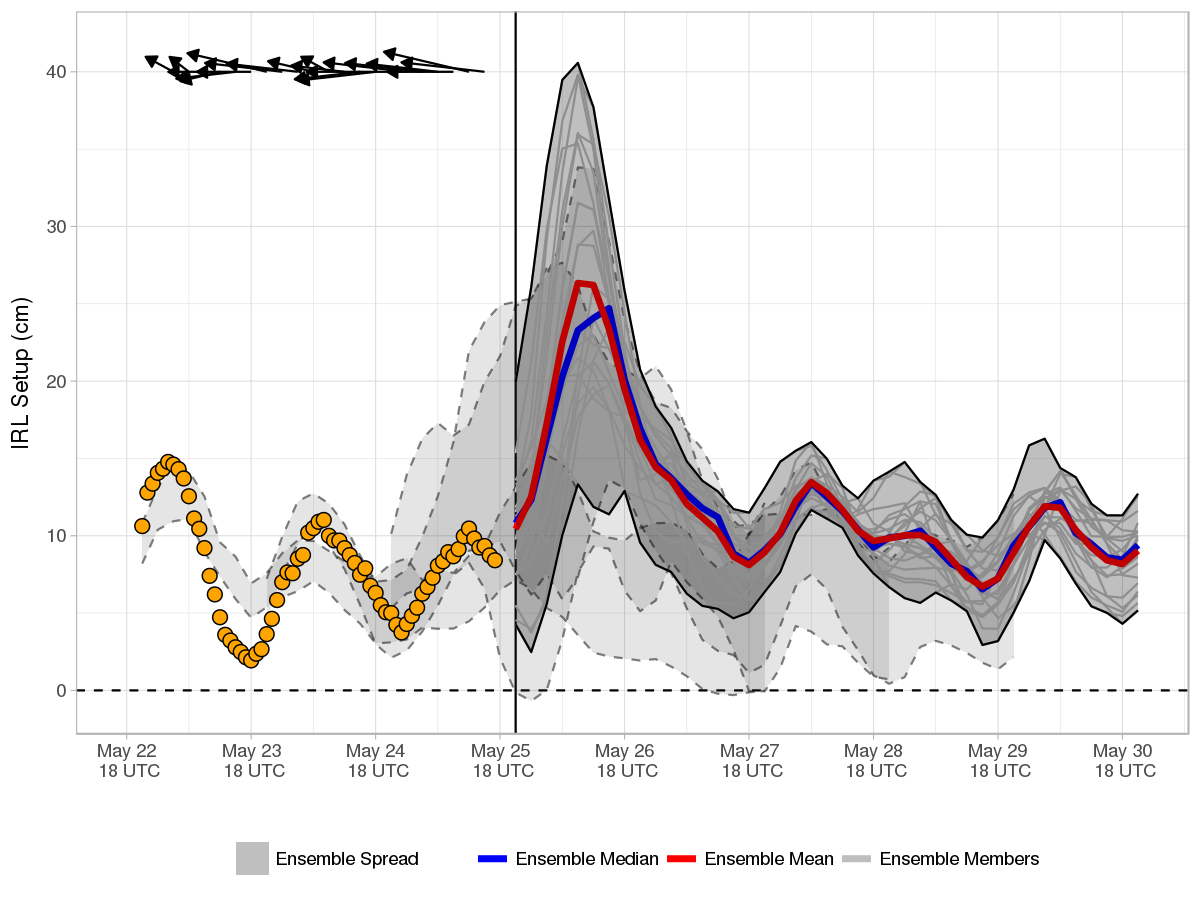 IRL Setup (cm)
40
30
20
10
0
May 22 May 23 May 24 May 25 May 26 May 27 May 28 May 29 May 30
18 UTC 18 UTC 18 UTC 18 UTC 18 UTC 18 UTC 18 UTC 18 UTC 18 UTC
Ensemble Spread Ensemble Median Ensemble Mean Ensemble Members